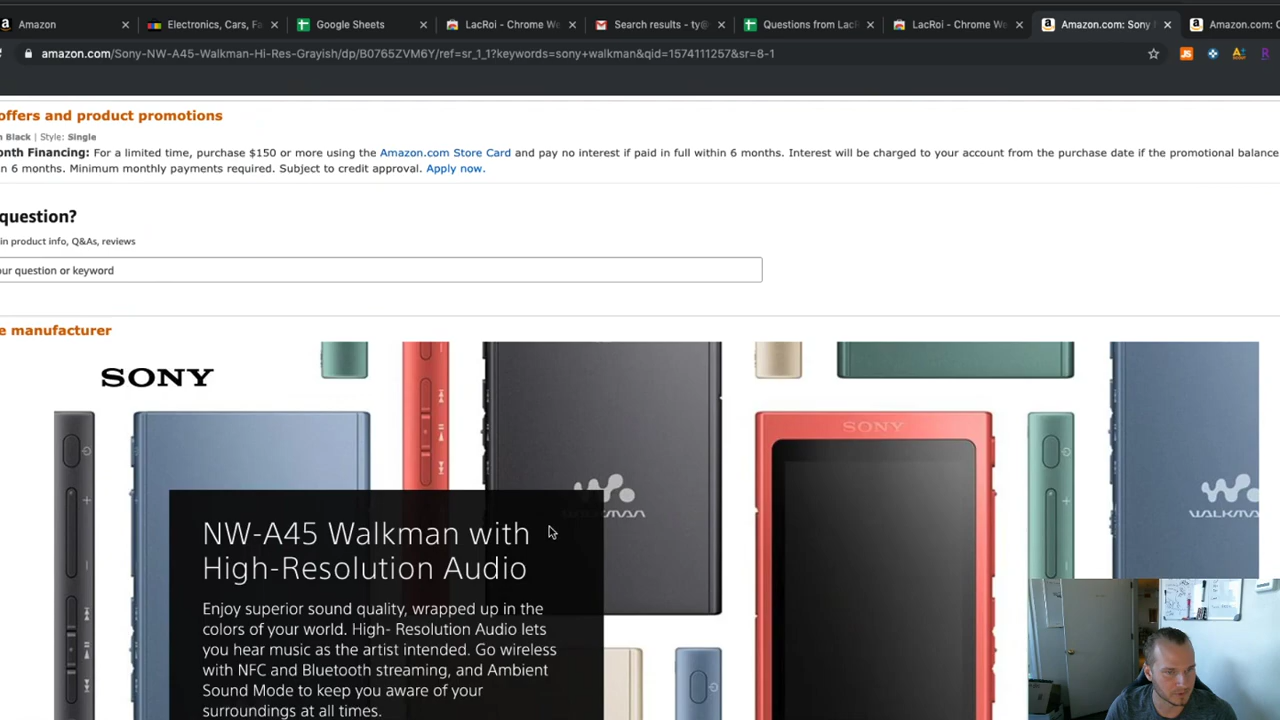 Amazon
Electronics, Cars, Fa
Google Sheets
LacRoi - Chrome We
Search results - ty@
Questions from LacR
LacRoi - Chrome We
Amazon.com: Sony
Amazon.com: C
amazon.com/Sony-NW-A45-Walkman-Hi-Res-Grayish/dp/B0765ZVM6Y/ref=sr_1_1?keywords=sony+walkman&qid=1574111257&sr=8-1
offers and product promotions
n Black | Style: Single
onth Financing: For a limited time, purchase $150 or more using the Amazon.com Store Card and pay no interest if paid in full within 6 months. Interest will be charged to your account from the purchase date if the promotional balance
n 6 months. Minimum monthly payments required. Subject to credit approval. Apply now.
question?
in product info, Q&As, reviews
our question or keyword
e manufacturer
SONY
SONY
WALKMAN
WALKMAN
NW-A45 Walkman with
High-Resolution Audio
Enjoy superior sound quality, wrapped up in the
colors of your world. High- Resolution Audio lets
you hear music as the artist intended. Go wireless
with NFC and Bluetooth streaming, and Ambient
Sound Mode to keep you aware of your
surroundings at all times.